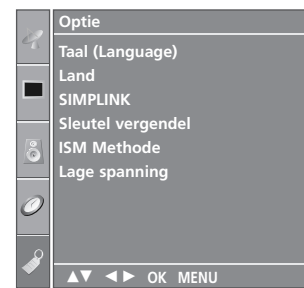 Optie
Taal (Language)
Land
SIMPLINK
Sleutel vergendel
ISM Methode
Lage spanning
▲▼ ◄► OK MENU